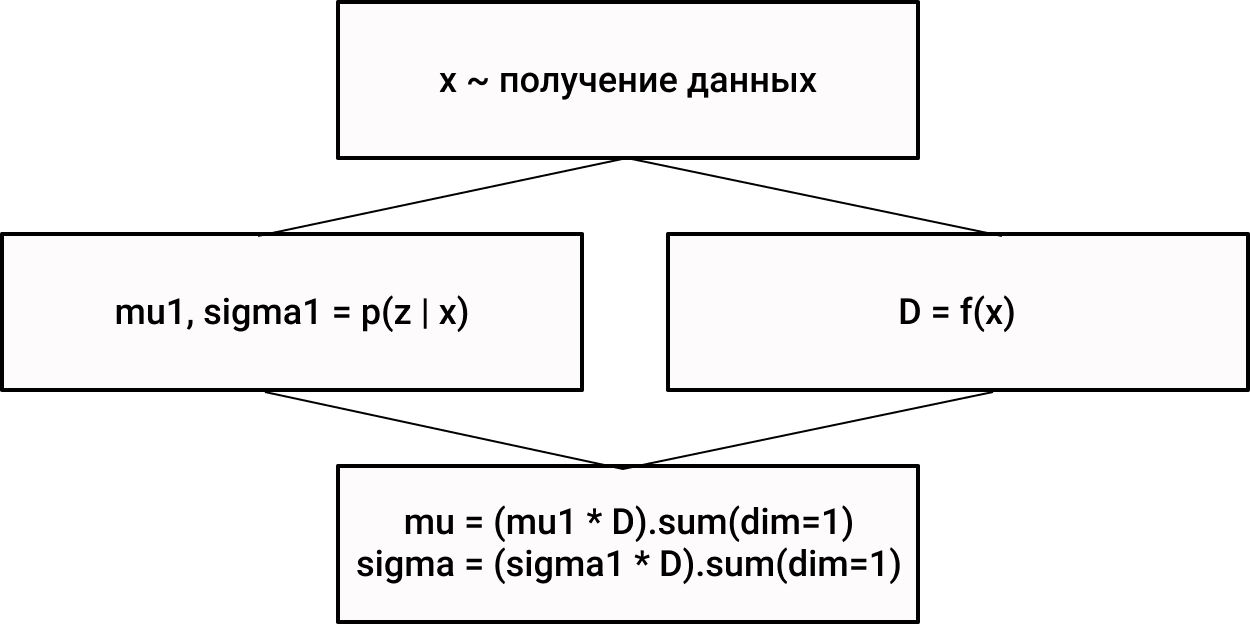 x ~ получение данных
mu1, sigma1 = p(z | x)
D = f(x)
mu = (mu1 * D).sum(dim=1)
sigma = (sigma1 * D).sum(dim=1)